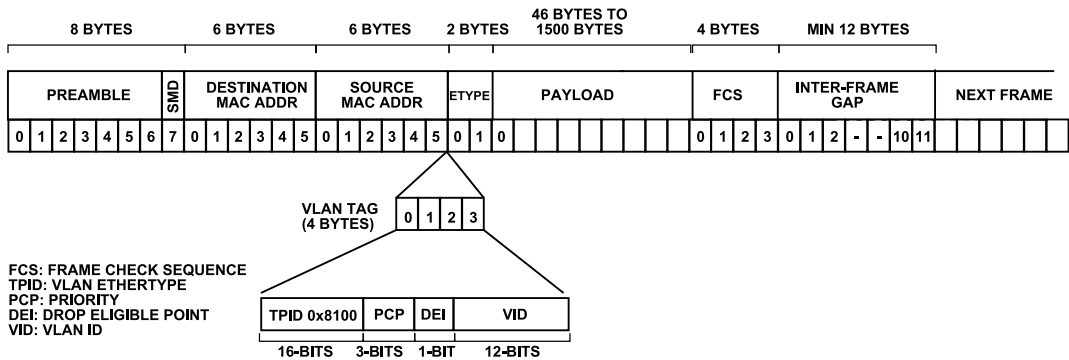 8 BYTES 6 BYTES 6 BYTES 2 BYTES 46 BYTES TO 1500 BYTES 4 BYTES MIN 12 BYTES
PREAMBLE SMD DESTINATION MAC ADDR SOURCE MAC ADDR ETYPE PAYLOAD FCS INTER-FRAME GAP NEXT FRAME
0 1 2 3 4 5 6 7 0 1 2 3 4 5 0 1 2 3 4 5 0 1 0 0 1 2 3 0 1 2 - - 10 11
VLAN TAG
(4 BYTES)
0 1 2 3
FCS: FRAME CHECK SEQUENCE
TPID: VLAN ETHERTYPE
PCP: PRIORITY
DEI: DROP ELIGIBLE POINT
VID: VLAN ID
TPID 0x8100 PCP DEI VID
16-BITS 3-BITS 1-BIT 12-BITS